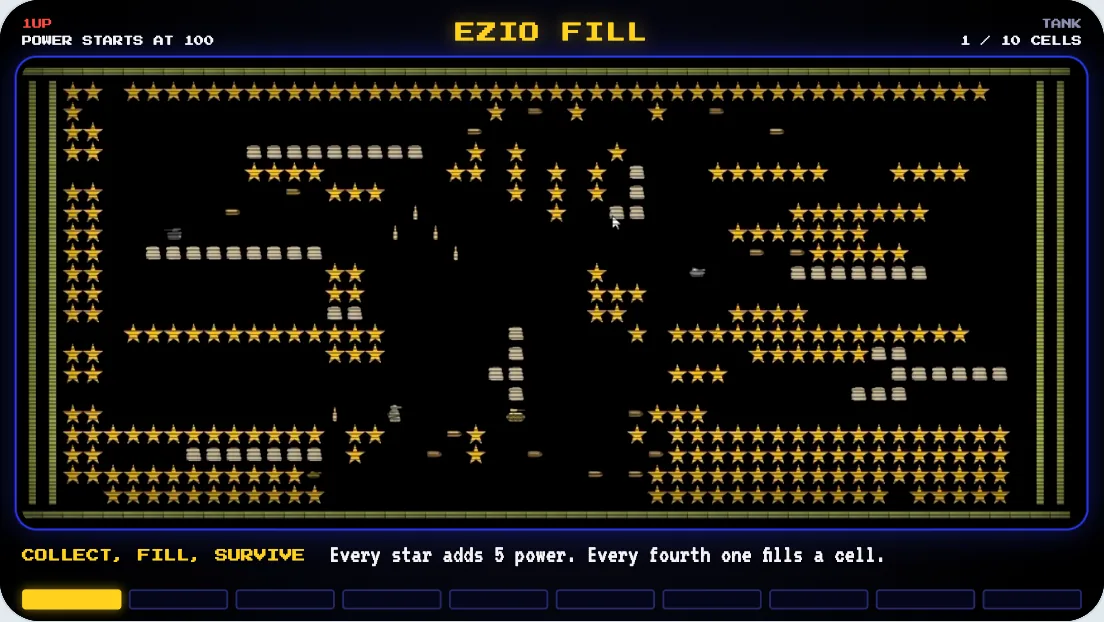 1UP
POWER STARTS AT 100
EZIO FILL
TANK
1 / 10 CELLS
COLLECT, FILL, SURVIVE
Every star adds 5 power. Every fourth one fills a cell.